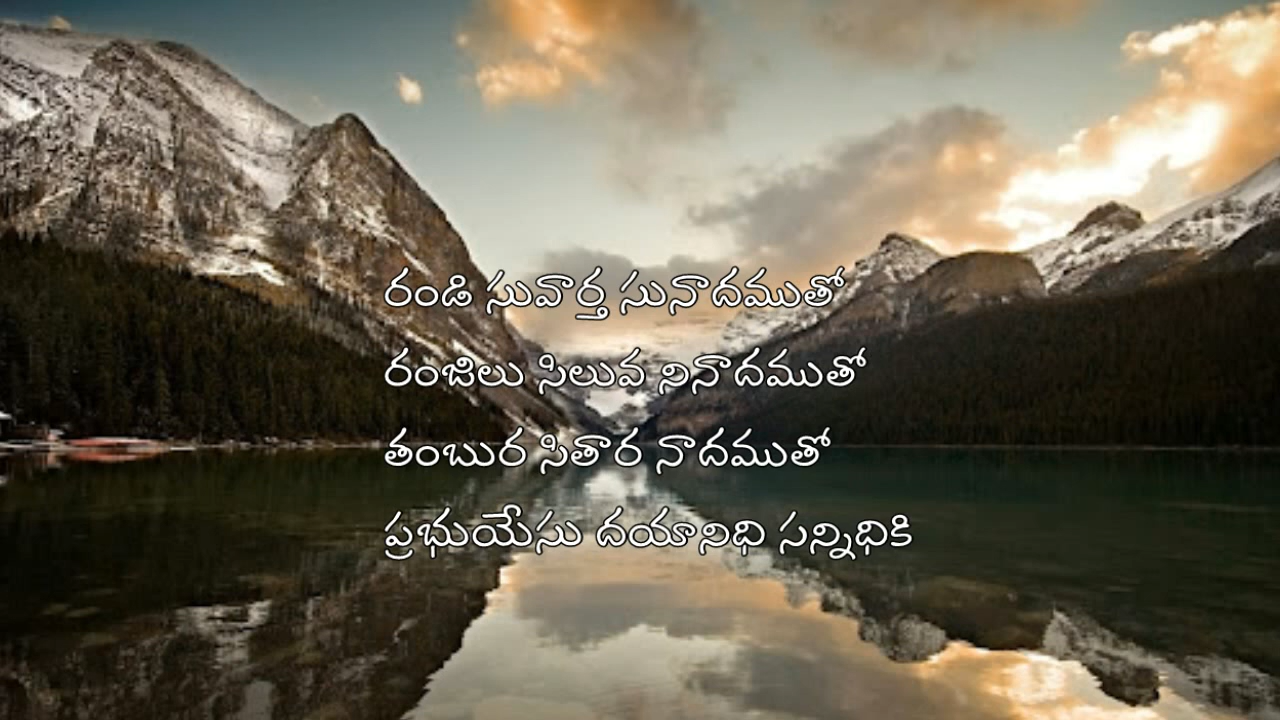 రండి సువార్త సునాదముతో
రంజిలు సిలువ నినాదముతో
తంబుర సితార నాదముతో
ప్రభుయేసు దయానిధి సన్నిధికి